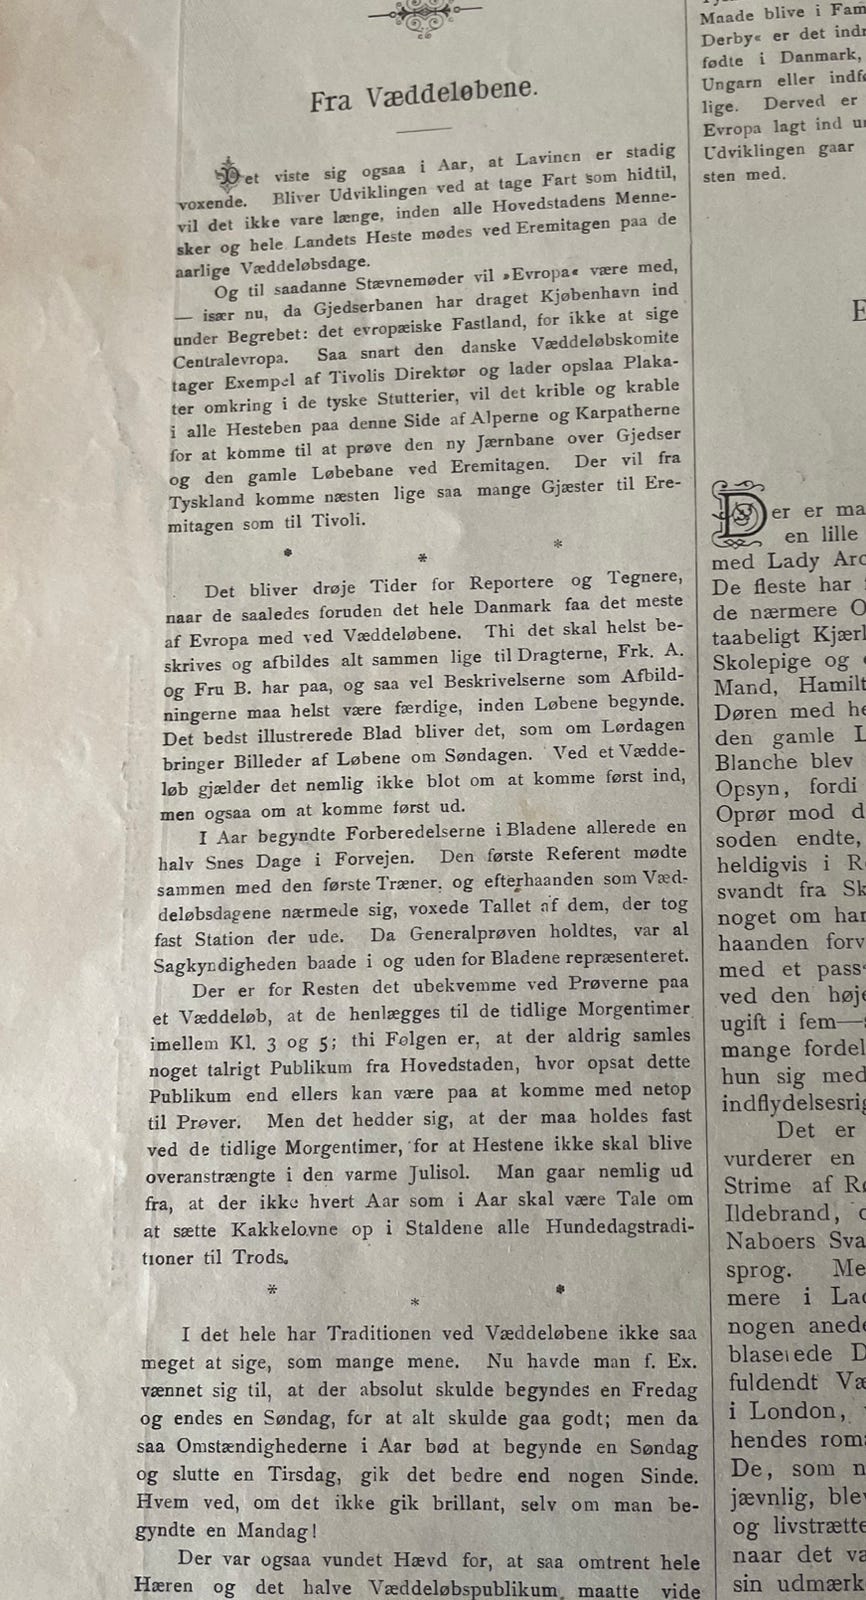 Fra Væddeløbene.
Det viste sig ogsaa i Aar, at Lavinen er stadig
voxende. Bliver Udviklingen ved at tage Fart som hidtil,
vil det ikke vare længe, inden alle Hovedstadens Menne-
sker og hele Landets Heste mødes ved Eremitagen paa de
aarlige Væddeløbsdage.
Og til saadanne Stævnemøder vil »Evropa« være med,
— især nu, da Gjedserbanen har draget Kjøbenhavn ind
under Begrebet: det evropæiske Fastland, for ikke at sige
Centralevropa. Saa snart den danske Væddeløbskomite
tager Exempel af Tivolis Direktør og lader opslaa Plaka-
ter omkring i de tyske Stutterier, vil det krible og krable
i alle Hesteben paa denne Side af Alperne og Karpatherne
for at komme til at prøve den ny Jærnbane over Gjedser
og den gamle Løbebane ved Eremitagen. Der vil fra
Tyskland komme næsten lige saa mange Gjæster til Ere-
mitagen som til Tivoli.
* * *
Det bliver drøje Tider for Reportere og Tegnere,
naar de saaledes foruden det hele Danmark faa det meste
af Evropa med ved Væddeløbene. Thi det skal helst be-
skrives og afbildes alt sammen lige til Dragterne, Frk. A.
og Fru B. har paa, og saa vel Beskrivelserne som Afbild-
ningerne maa helst være færdige, inden Løbene begynde.
Det bedst illustrerede Blad bliver det, som om Lørdagen
bringer Billeder af Løbene om Søndagen. Ved et Vædde-
løb gjælder det nemlig ikke blot om at komme først ind,
men ogsaa om at komme først ud.
I Aar begyndte Forberedelserne i Bladene allerede en
halv Snes Dage i Forvejen. Den første Referent mødte
sammen med den første Træner, og efterhaanden som Væd-
deløbsdagene nærmede sig, voxede Tallet af dem, der tog
fast Station der ude. Da Generalprøven holdtes, var al
Sagkyndigheden baade i og uden for Bladene repræsenteret.
Der er for Resten det ubekvemme ved Prøverne paa
et Væddeløb, at de henlægges til de tidlige Morgentimer
imellem Kl. 3 og 5; thi Følgen er, at der aldrig samles
noget talrigt Publikum fra Hovedstaden, hvor opsat dette
Publikum end ellers kan være paa at komme med netop
til Prøver. Men det hedder sig, at der maa holdes fast
ved de tidlige Morgentimer, for at Hestene ikke skal blive
overanstrængte i den varme Julisol. Man gaar nemlig ud
fra, at der ikke hvert Aar som i Aar skal være Tale om
at sætte Kakkelovne op i Staldene alle Hundedagstradi-
tioner til Trods.
* * *
I det hele har Traditionen ved Væddeløbene ikke saa
meget at sige, som mange mene. Nu havde man f. Ex.
vænnet sig til, at der absolut skulde begyndes en Fredag
og endes en Søndag, for at alt skulde gaa godt; men da
saa Omstændighederne i Aar bød at begynde en Søndag
og slutte en Tirsdag, gik det bedre end nogen Sinde.
Hvem ved, om det ikke gik brillant, selv om man be-
gyndte en Mandag!
Der var ogsaa vundet Hævd for, at saa omtrent hele
Hæren og det halve Væddeløbspublikum maatte vide
Maade blive i Fam
Derby« er det indr
fødte i Danmark,
Ungarn eller indfø
lige. Derved er
Evropa lagt ind u
Udviklingen gaar
sten med.
E
Der er ma
en lille
med Lady Arc
De fleste har
de nærmere O
taabeligt Kjærl
Skolepige og
Mand, Hamilt
Døren med he
den gamle L
Blanche blev
Opsyn, fordi
Oprør mod d
soden endte,
heldigvis i R
svandt fra Sk
noget om han
haanden forv
med et pass
ved den høje
ugift i fem—
mange fordel
hun sig med
indflydelsesrig
Det er
vurderer en
Strime af Rø
Ildebrand, o
Naboers Sva
sprog. Me
mere i Lad
nogen anede
blaserede D
fuldendt Væ
i London,
hendes roma
De, som n
jævnlig, blev
og livstrætte
naar det va
sin udmærk